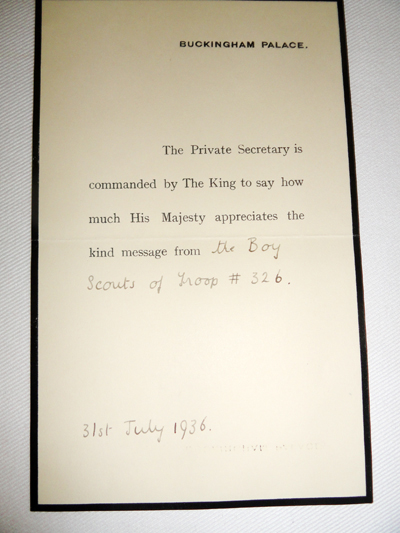 BUCKINGHAM PALACE.
The Private Secretary is
commanded by The King to say how
much His Majesty appreciates the
kind message from the Boy
Scouts of Troop # 326.
31st July 1936.